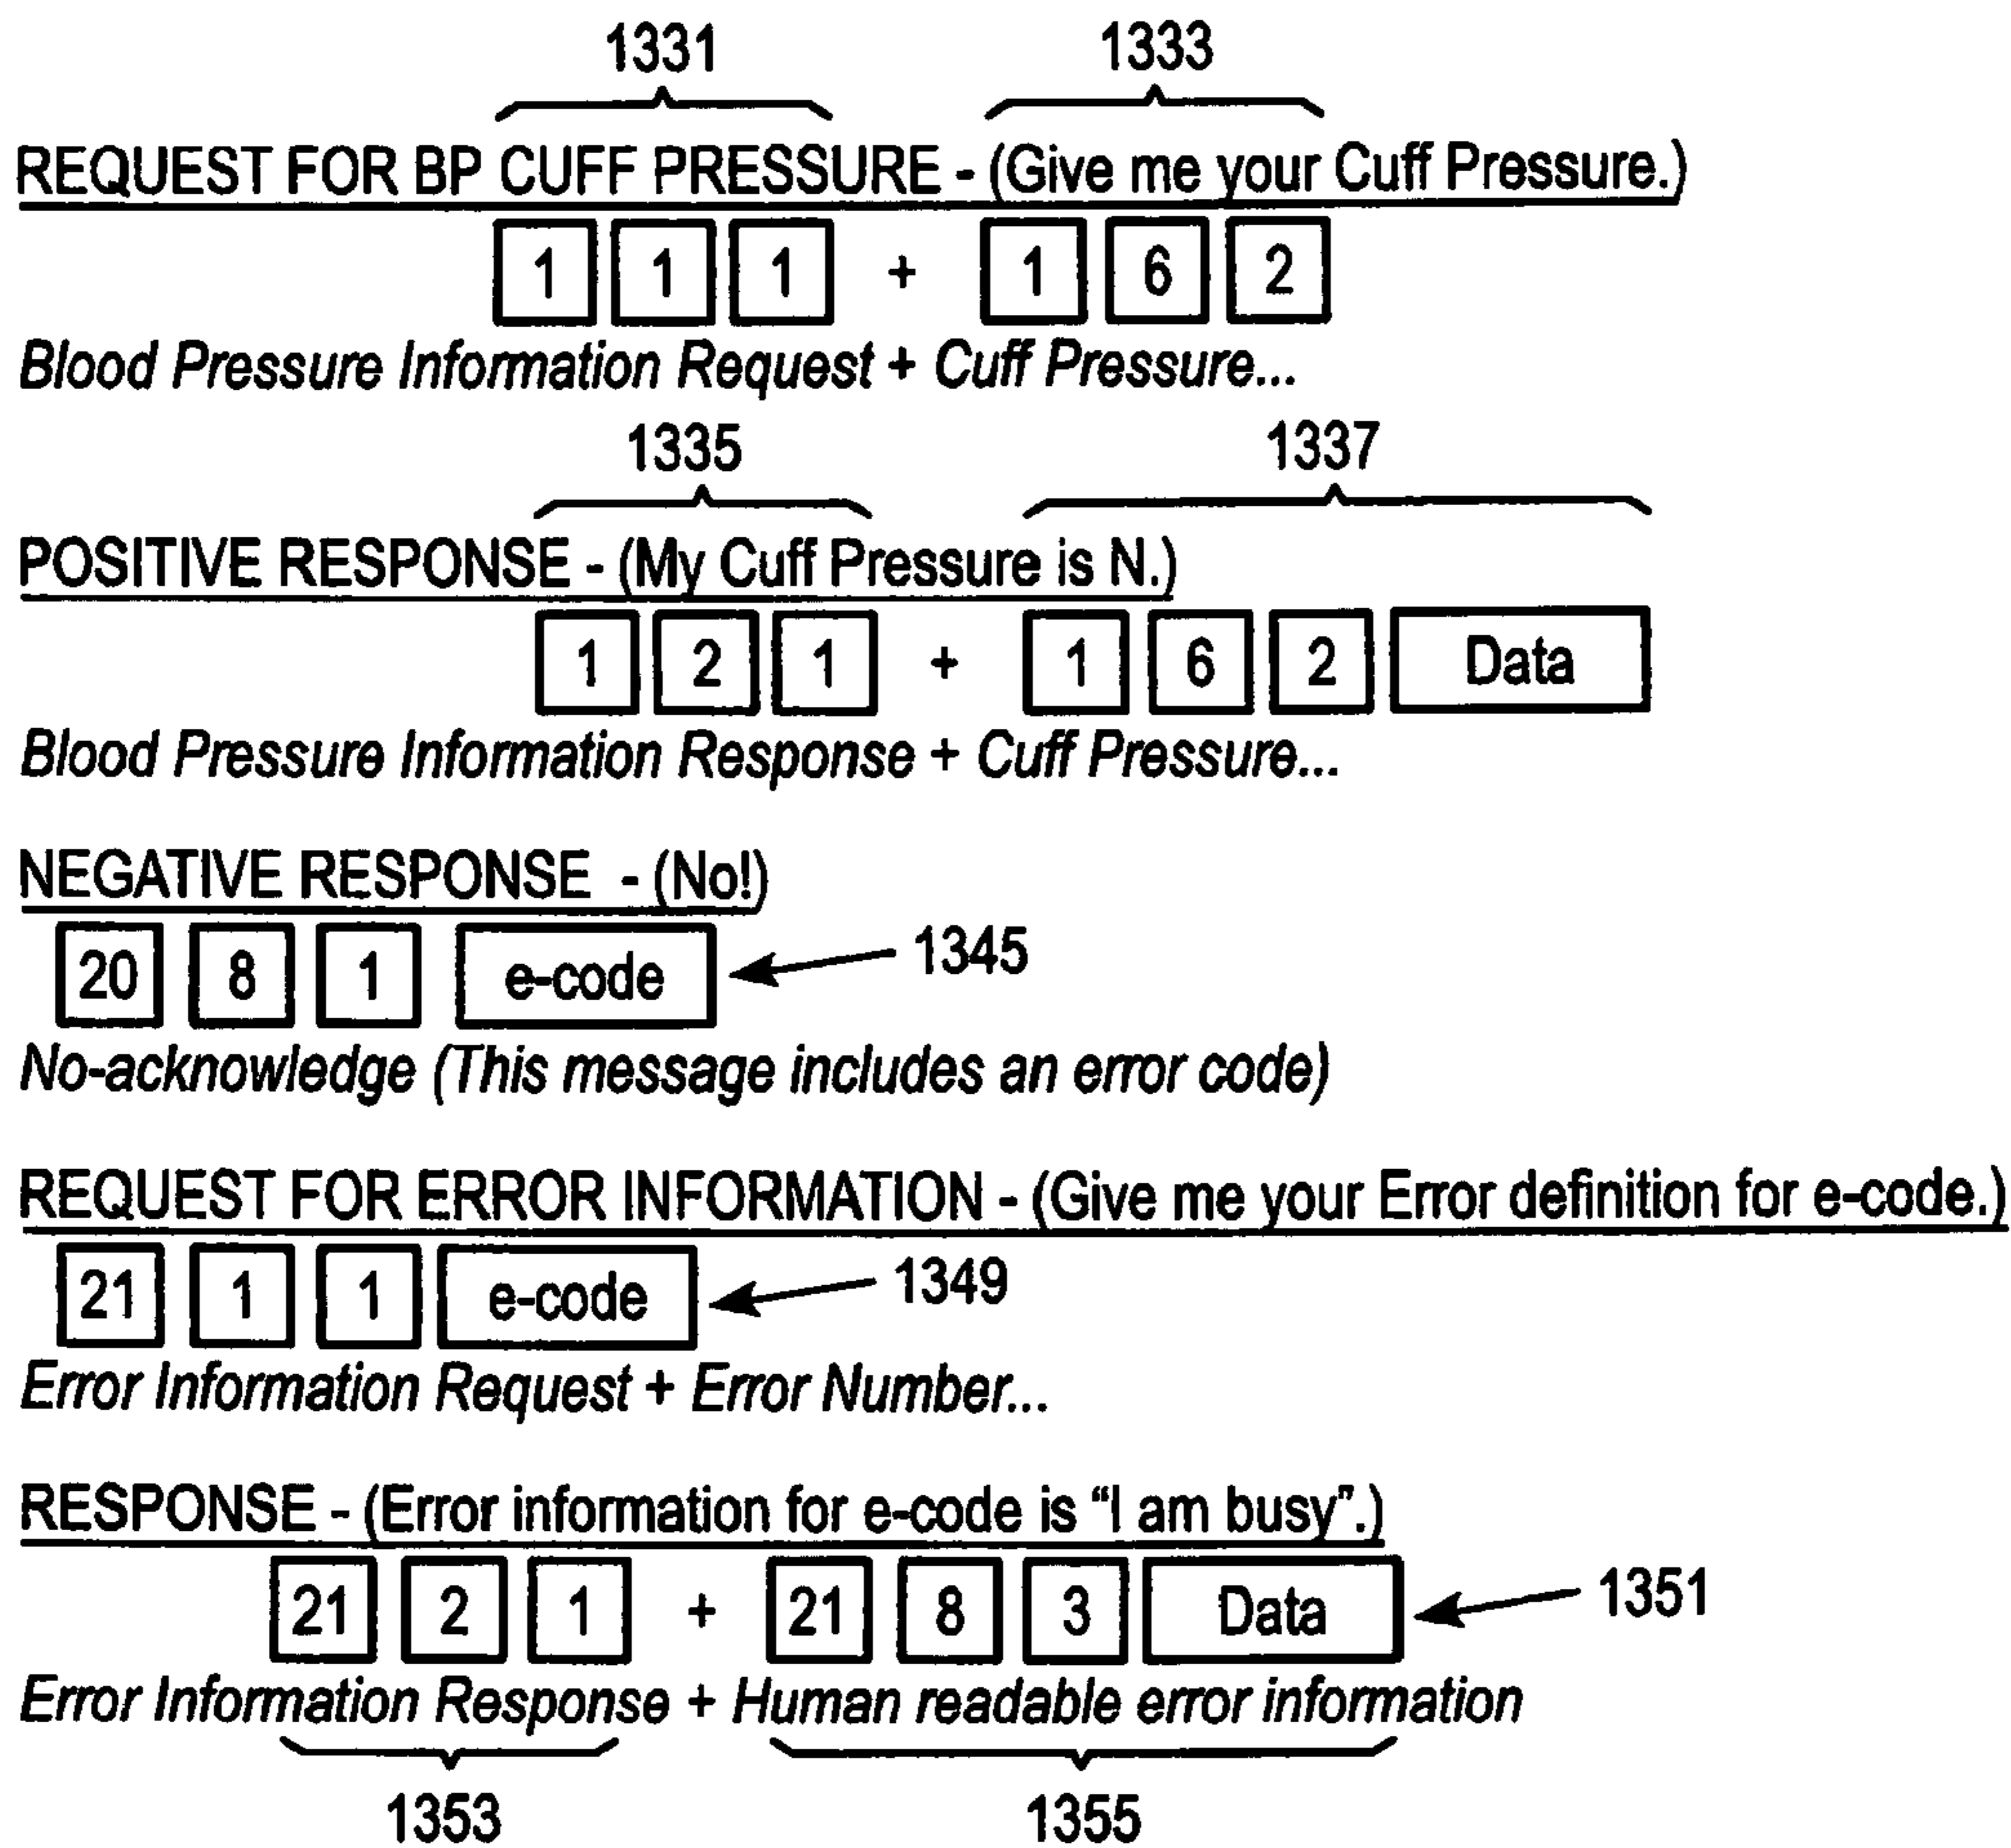 1331 1333
REQUEST FOR BP CUFF PRESSURE - (Give me your Cuff Pressure.)
1 1 1 + 1 6 2
Blood Pressure Information Request + Cuff Pressure...
1335 1337
POSITIVE RESPONSE - (My Cuff Pressure is N.)
1 2 1 + 1 6 2 Data
Blood Pressure Information Response + Cuff Pressure...
NEGATIVE RESPONSE - (No!)
20 8 1 e-code 1345
No-acknowledge (This message includes an error code)
REQUEST FOR ERROR INFORMATION - (Give me your Error definition for e-code.)
21 1 1 e-code 1349
Error Information Request + Error Number...
RESPONSE - (Error information for e-code is “I am busy”.)
21 2 1 + 21 8 3 Data 1351
Error Information Response + Human readable error information
1353 1355